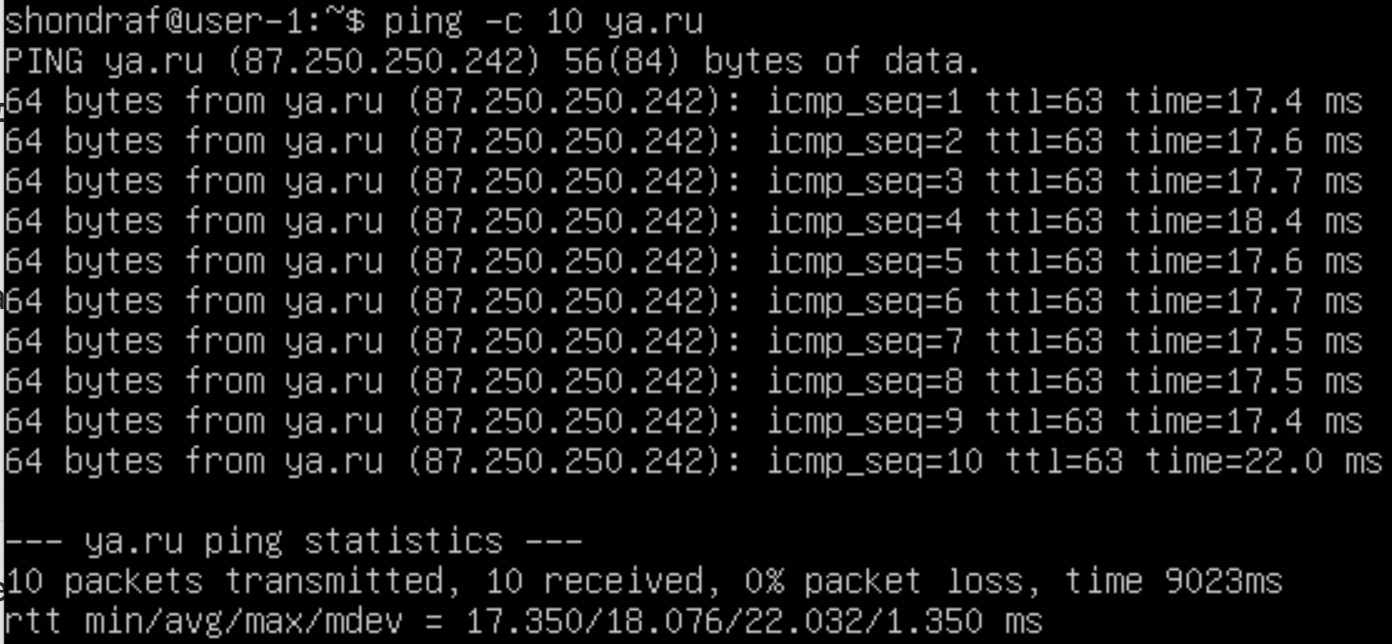 shondraf@user-1:~$ ping -c 10 ya.ru
PING ya.ru (87.250.250.242) 56(84) bytes of data.
64 bytes from ya.ru (87.250.250.242): icmp_seq=1 ttl=63 time=17.4 ms
64 bytes from ya.ru (87.250.250.242): icmp_seq=2 ttl=63 time=17.6 ms
64 bytes from ya.ru (87.250.250.242): icmp_seq=3 ttl=63 time=17.7 ms
64 bytes from ya.ru (87.250.250.242): icmp_seq=4 ttl=63 time=18.4 ms
64 bytes from ya.ru (87.250.250.242): icmp_seq=5 ttl=63 time=17.6 ms
64 bytes from ya.ru (87.250.250.242): icmp_seq=6 ttl=63 time=17.7 ms
64 bytes from ya.ru (87.250.250.242): icmp_seq=7 ttl=63 time=17.5 ms
64 bytes from ya.ru (87.250.250.242): icmp_seq=8 ttl=63 time=17.5 ms
64 bytes from ya.ru (87.250.250.242): icmp_seq=9 ttl=63 time=17.4 ms
64 bytes from ya.ru (87.250.250.242): icmp_seq=10 ttl=63 time=22.0 ms
--- ya.ru ping statistics ---
10 packets transmitted, 10 received, 0% packet loss, time 9023ms
rtt min/avg/max/mdev = 17.350/18.076/22.032/1.350 ms